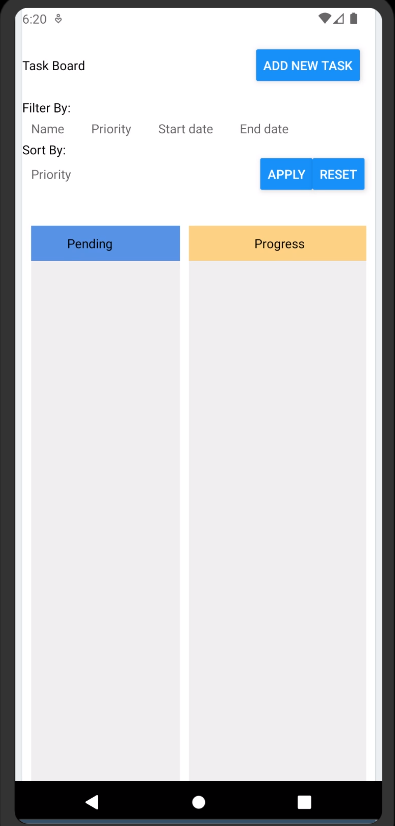 6:20
Task Board ADD NEW TASK
Filter By:
Name Priority Start date End date
Sort By:
Priority APPLY RESET
Pending Progress